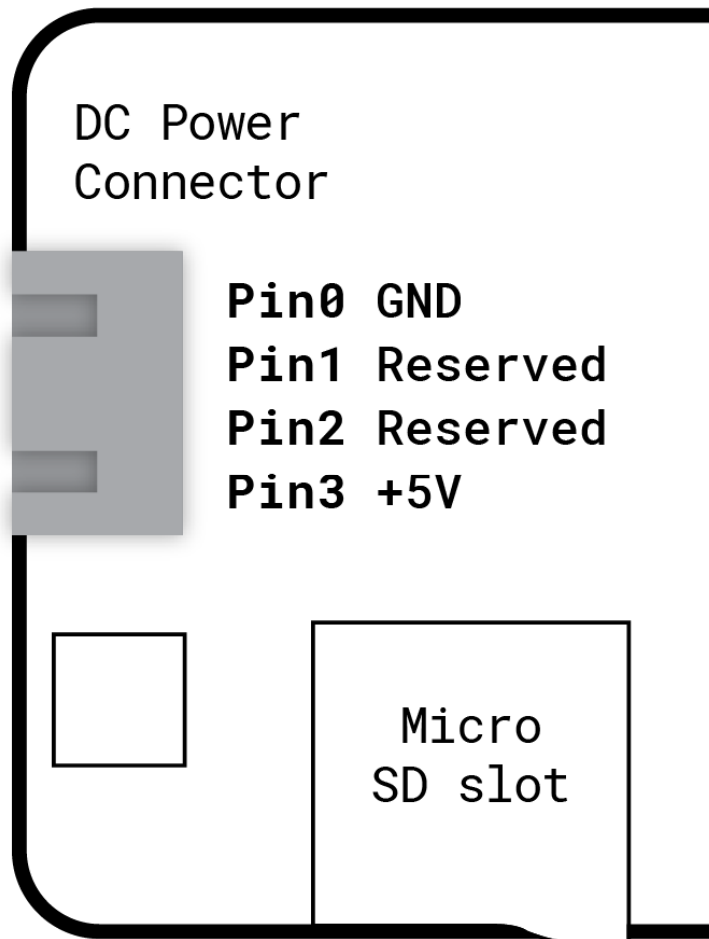 DC Power
Connector
Pin0 GND
Pin1 Reserved
Pin2 Reserved
Pin3 +5V
Micro
SD slot